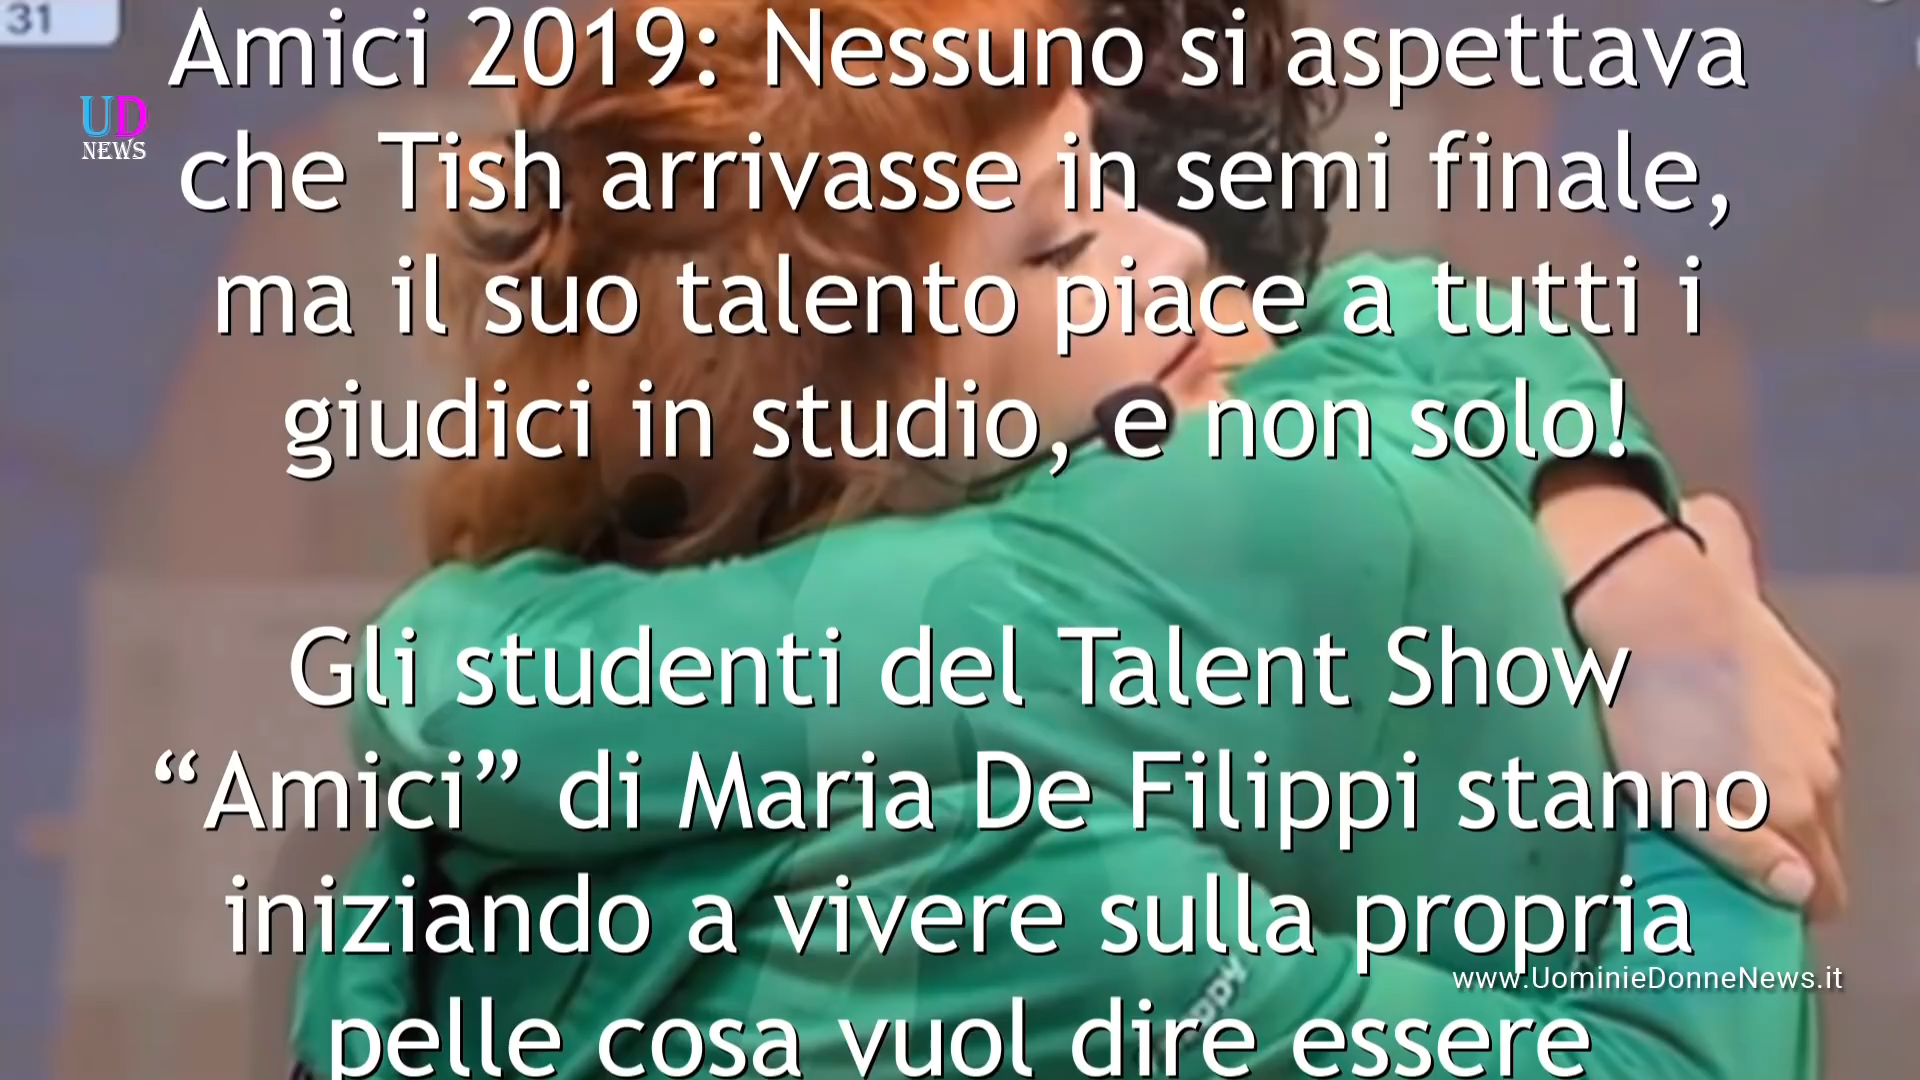 31
UD
NEWS
Amici 2019: Nessuno si aspettava
che Tish arrivasse in semi finale,
ma il suo talento piace a tutti i
giudici in studio, e non solo!
Gli studenti del Talent Show
“Amici” di Maria De Filippi stanno
iniziando a vivere sulla propria
www.UominieDonneNews.it
pelle cosa vuol dire essere